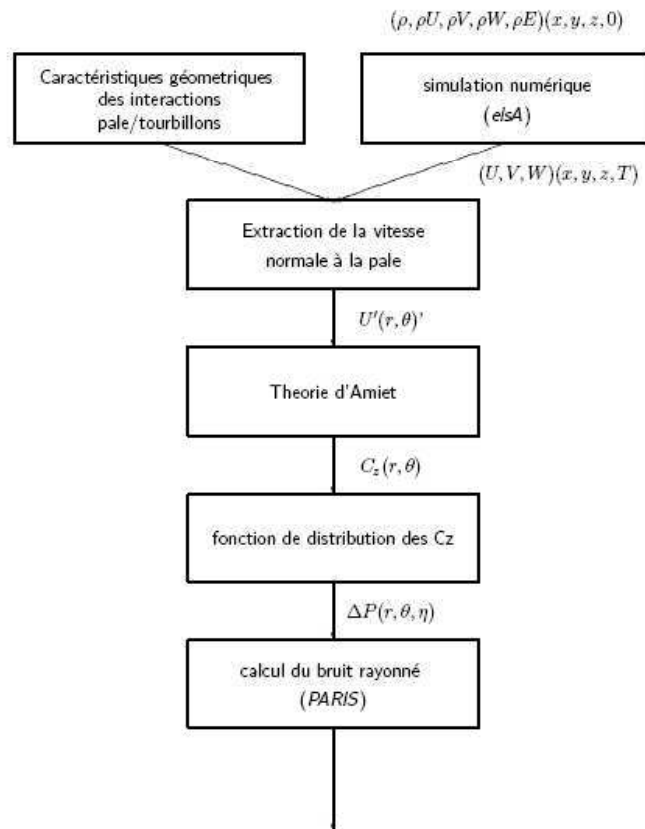 (ρ, ρU, ρV, ρW, ρE)(x, y, z, 0)
Caractéristiques géometriques
des interactions
pale/tourbillons
simulation numérique
(elsA)
(U, V, W)(x, y, z, T)
Extraction de la vitesse
normale à la pale
U'(r, θ)'
Theorie d'Amiet
C_z(r, θ)
fonction de distribution des Cz
ΔP(r, θ, η)
calcul du bruit rayonné
(PARIS)